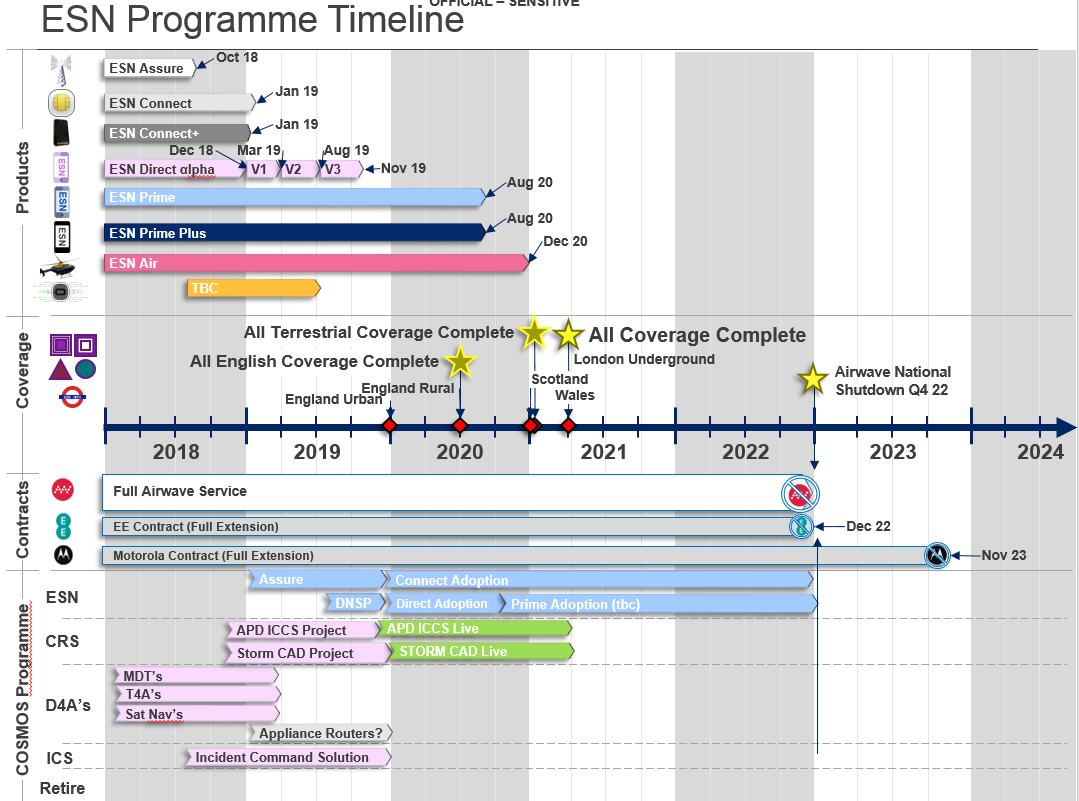 OFFICIAL – SENSITIVE
ESN Programme Timeline
Products
ESN Assure
Oct 18
ESN Connect
Jan 19
ESN Connect+
Jan 19
Dec 18
Mar 19
Aug 19
ESN Direct αlpha
V1
V2
V3
Nov 19
ESN
ESN Prime
Aug 20
ESN
ESN Prime Plus
Aug 20
ESN
ESN Air
Dec 20
TBC
Coverage
All Terrestrial Coverage Complete
All Coverage Complete
All English Coverage Complete
London Underground
England Rural
Scotland
England Urban
Wales
Airwave National
Shutdown Q4 22
2018
2019
2020
2021
2022
2023
2024
Contracts
Full Airwave Service
EE Contract (Full Extension)
Dec 22
Motorola Contract (Full Extension)
Nov 23
COSMOS Programme
ESN
Assure
Connect Adoption
DNSP
Direct Adoption
Prime Adoption (tbc)
CRS
APD ICCS Project
APD ICCS Live
Storm CAD Project
STORM CAD Live
D4A's
MDT's
T4A's
Sat Nav's
Appliance Routers?
ICS
Incident Command Solution
Retire